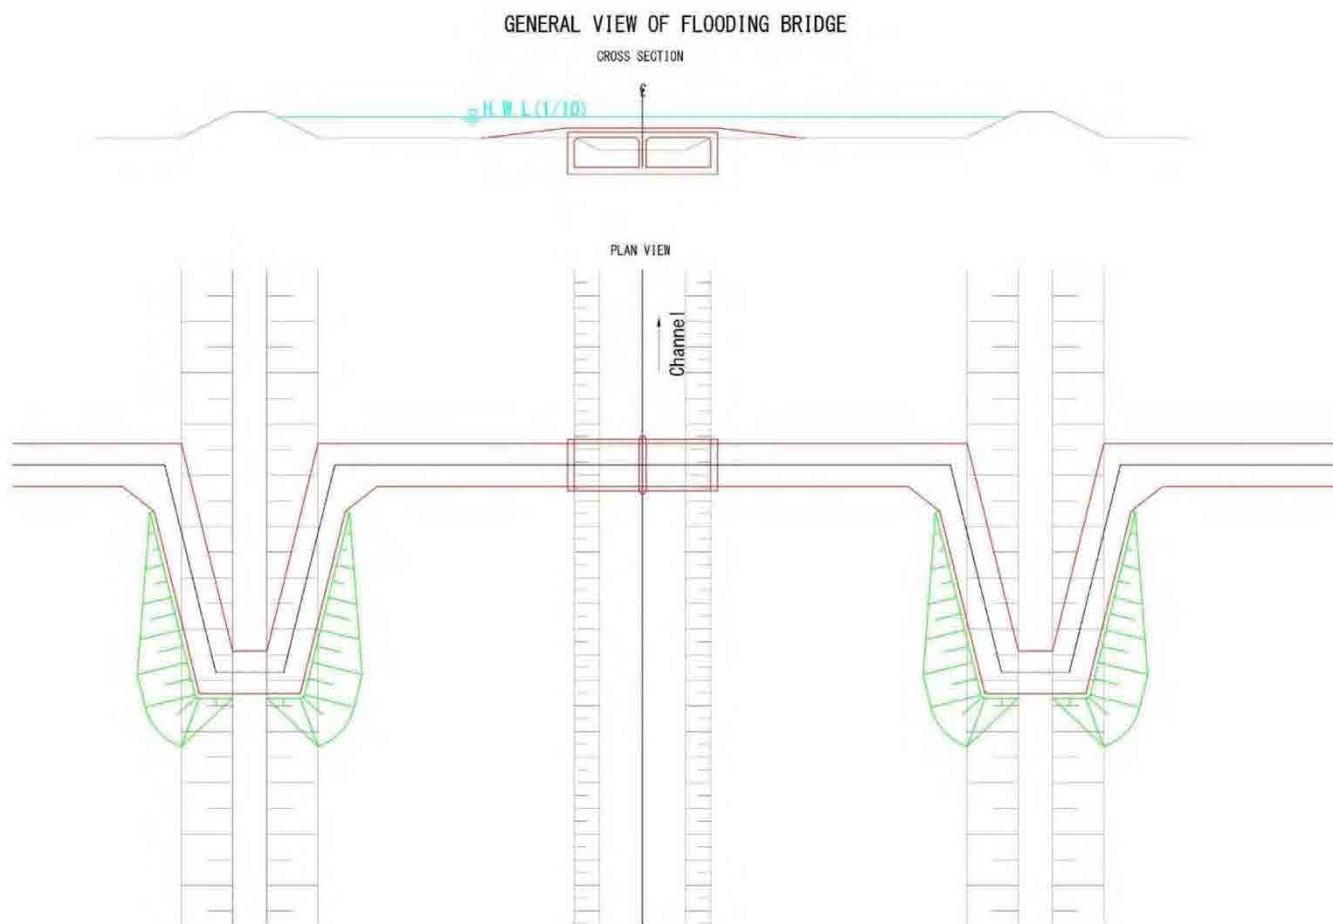 GENERAL VIEW OF FLOODING BRIDGE
CROSS SECTION
℄
H.W.L(1/10)
PLAN VIEW
Channel